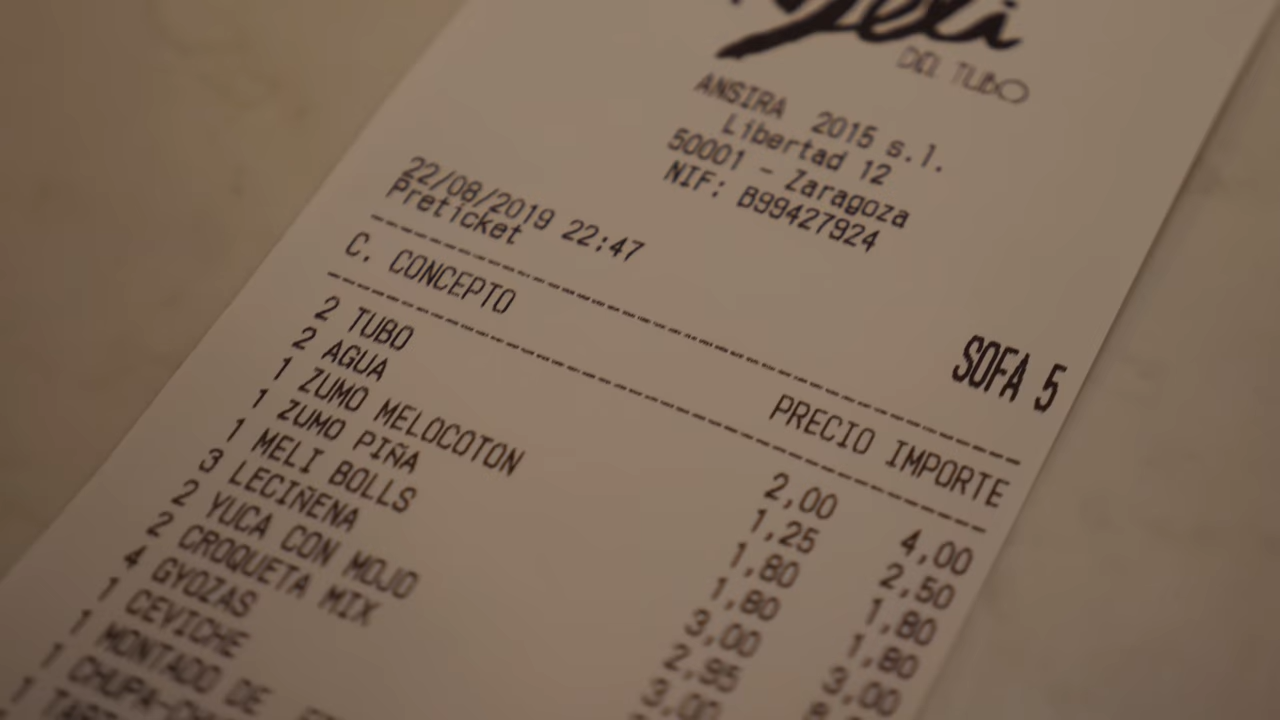 DEL TUBO
ANSIRA 2015 s.l.
Libertad 12
50001 - Zaragoza
NIF: B99427924
22/08/2019 22:47
Preticket
SOFA 5
C. CONCEPTO PRECIO IMPORTE
2 TUBO 2,00 4,00
2 AGUA 1,25 2,50
1 ZUMO MELOCOTON 1,80 1,80
1 ZUMO PIÑA 1,80 1,80
1 MELI BOLLS 3,00 3,00
3 LECIÑENA 2,95
2 YUCA CON MOJO 3,00
2 CROQUETA MIX
4 GYOZAS
1 CEVICHE
1 MONTADO DE
1
1